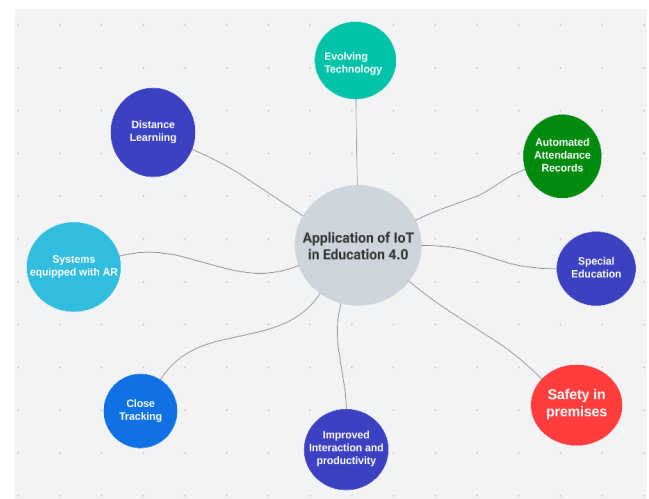 Evolving
Technology
Distance
Learniing
Automated
Attendance
Records
Application of IoT
in Education 4.0
Systems
equipped with AR
Special
Education
Safety in
premises
Close
Tracking
Improved
Interaction and
productivity